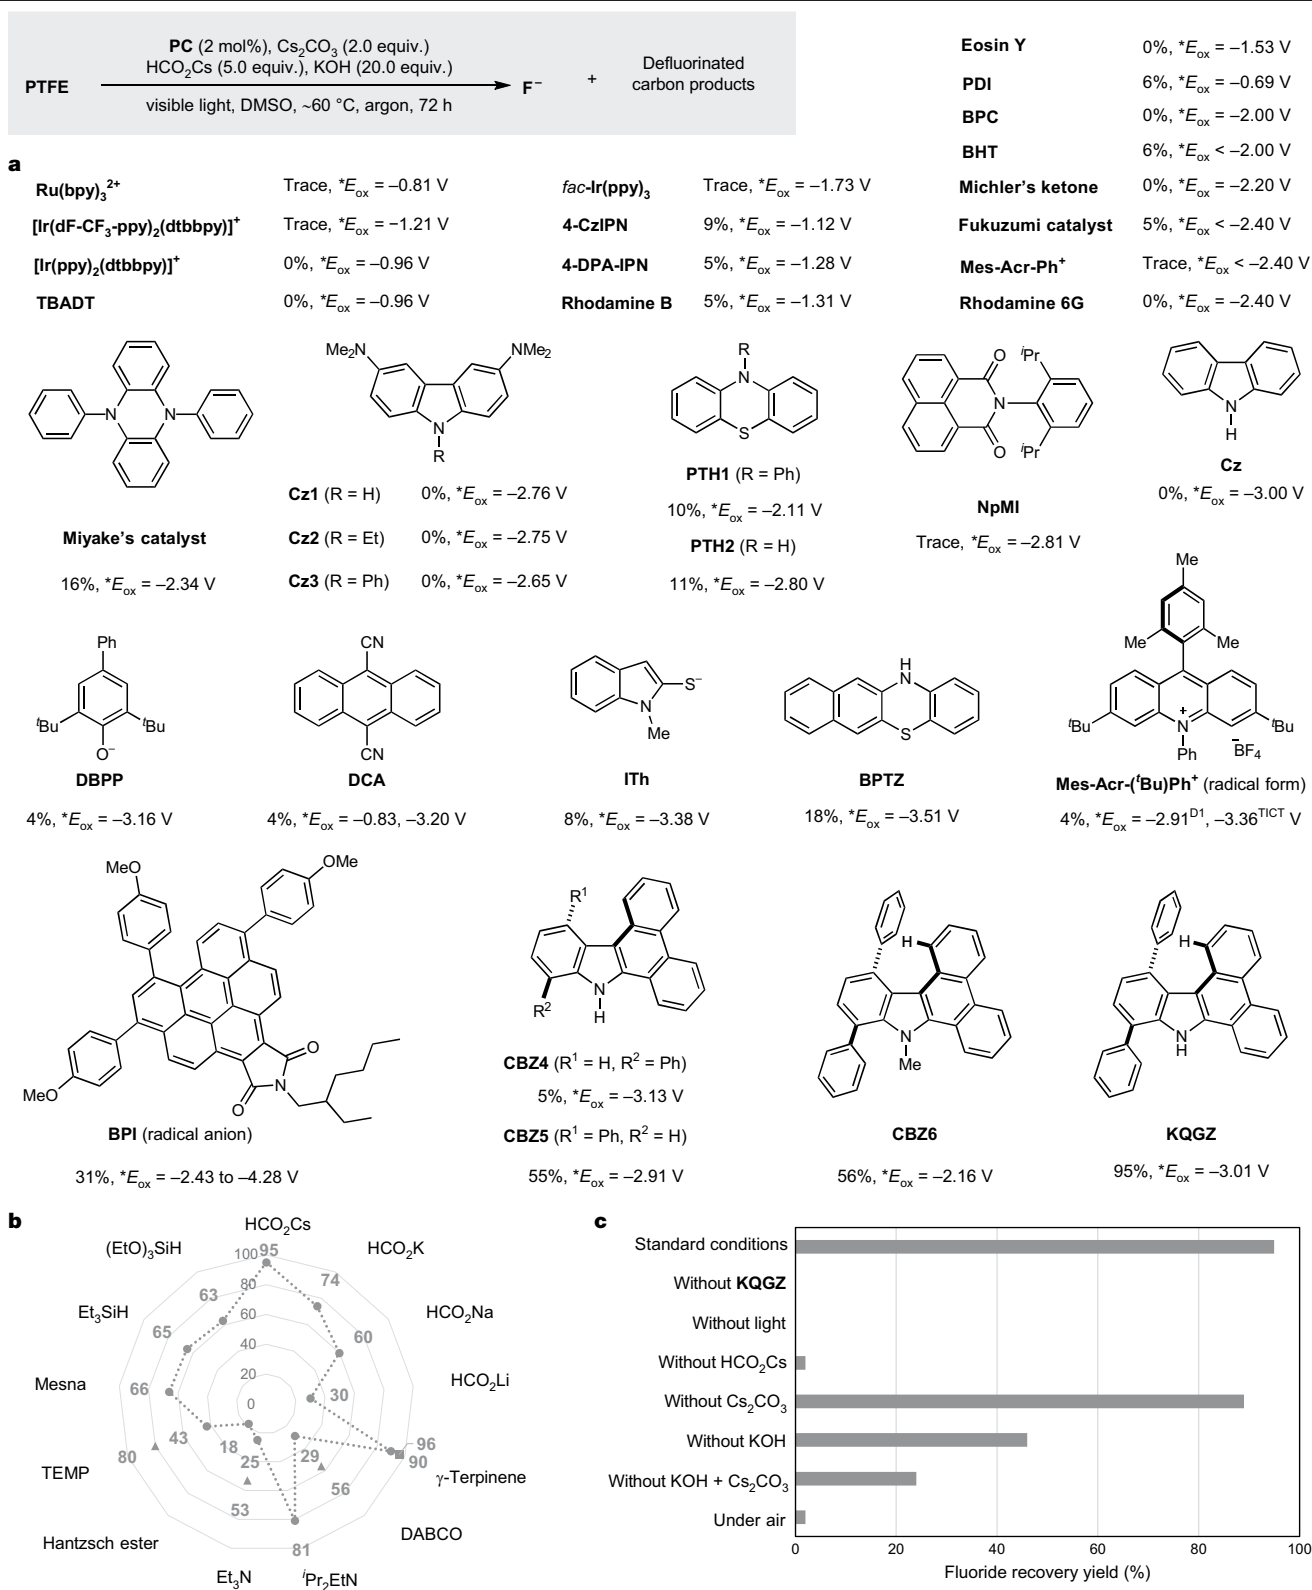 PTFE
PC (2 mol%), Cs2CO3 (2.0 equiv.)
HCO2Cs (5.0 equiv.), KOH (20.0 equiv.)
visible light, DMSO, ~60 °C, argon, 72 h
F− + Defluorinated
carbon products
Eosin Y 0%, *Eox = −1.53 V
PDI 6%, *Eox = −0.69 V
BPC 0%, *Eox = −2.00 V
BHT 6%, *Eox < −2.00 V
Michler's ketone 0%, *Eox = −2.20 V
Fukuzumi catalyst 5%, *Eox < −2.40 V
Mes-Acr-Ph+ Trace, *Eox < −2.40 V
Rhodamine 6G 0%, *Eox = −2.40 V
a
Ru(bpy)3 2+ Trace, *Eox = −0.81 V
[Ir(dF-CF3-ppy)2(dtbbpy)]+ Trace, *Eox = −1.21 V
[Ir(ppy)2(dtbbpy)]+ 0%, *Eox = −0.96 V
TBADT 0%, *Eox = −0.96 V
fac-Ir(ppy)3 Trace, *Eox = −1.73 V
4-CzIPN 9%, *Eox = −1.12 V
4-DPA-IPN 5%, *Eox = −1.28 V
Rhodamine B 5%, *Eox = −1.31 V
N
N
Miyake's catalyst
16%, *Eox = −2.34 V
Me2N
NMe2
N
R
Cz1 (R = H) 0%, *Eox = −2.76 V
Cz2 (R = Et) 0%, *Eox = −2.75 V
Cz3 (R = Ph) 0%, *Eox = −2.65 V
R
N
S
PTH1 (R = Ph)
10%, *Eox = −2.11 V
PTH2 (R = H)
11%, *Eox = −2.80 V
O
iPr
N
O
iPr
NpMI
Trace, *Eox = −2.81 V
N
H
Cz
0%, *Eox = −3.00 V
Ph
tBu
tBu
O−
DBPP
4%, *Eox = −3.16 V
CN
CN
DCA
4%, *Eox = −0.83, −3.20 V
S−
N
Me
ITh
8%, *Eox = −3.38 V
H
N
S
BPTZ
18%, *Eox = −3.51 V
Me
Me
Me
tBu
+
N
tBu
Ph
−BF4
Mes-Acr-(tBu)Ph+ (radical form)
4%, *Eox = −2.91D1, −3.36TICT V
MeO
OMe
MeO
O
N
O
BPI (radical anion)
31%, *Eox = −2.43 to −4.28 V
R1
R2
N
H
CBZ4 (R1 = H, R2 = Ph)
5%, *Eox = −3.13 V
CBZ5 (R1 = Ph, R2 = H)
55%, *Eox = −2.91 V
H
N
Me
CBZ6
56%, *Eox = −2.16 V
H
N
H
KQGZ
95%, *Eox = −3.01 V
b
HCO2Cs
HCO2K
HCO2Na
HCO2Li
γ-Terpinene
DABCO
iPr2EtN
Et3N
Hantzsch ester
TEMP
Mesna
Et3SiH
(EtO)3SiH
100
80
60
40
20
0
95
74
60
30
96
90
29
56
81
25
53
18
43
80
66
65
63
c
Standard conditions
Without KQGZ
Without light
Without HCO2Cs
Without Cs2CO3
Without KOH
Without KOH + Cs2CO3
Under air
0 20 40 60 80 100
Fluoride recovery yield (%)